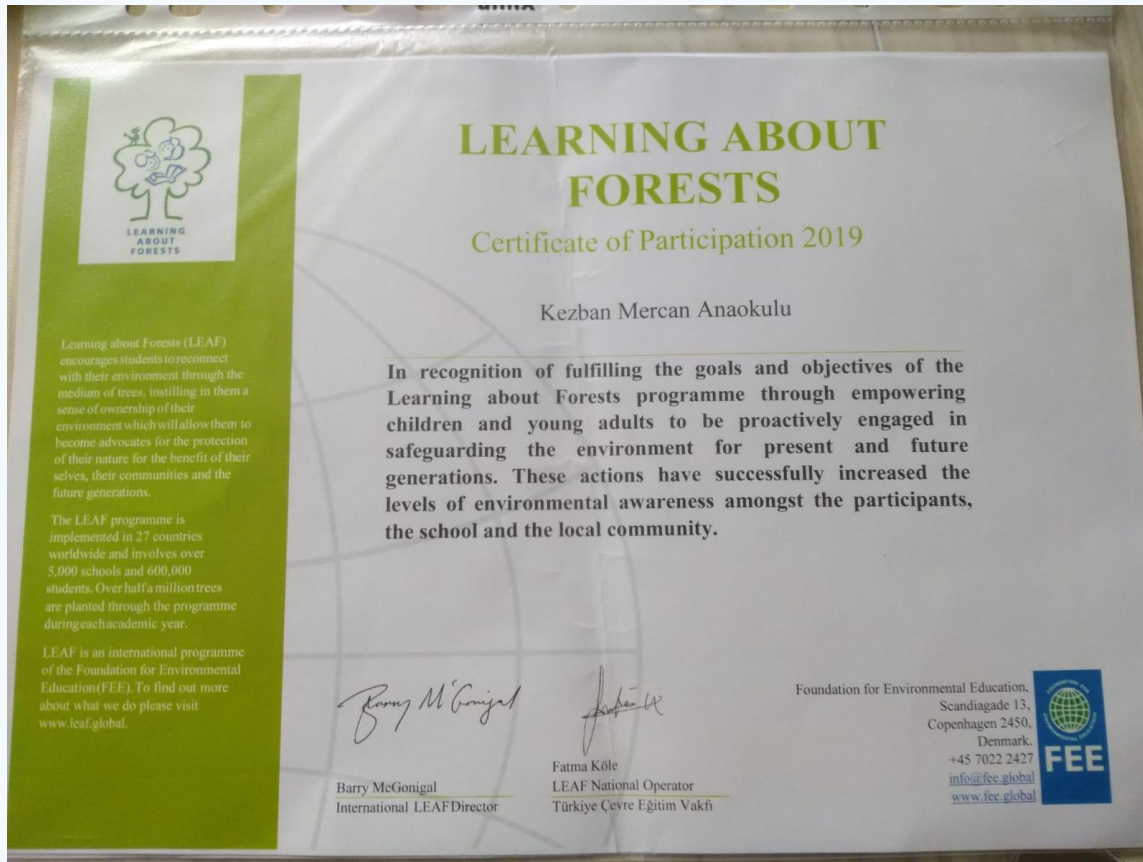 LEARNING
ABOUT
FORESTS
Learning about Forests (LEAF)
encourages students to reconnect
with their environment through the
medium of trees, instilling in them a
sense of ownership of their
environment which will allow them to
become advocates for the protection
of their nature for the benefit of their
selves, their communities and the
future generations.
The LEAF programme is
implemented in 27 countries
worldwide and involves over
5,000 schools and 600,000
students. Over half a million trees
are planted through the programme
during each academic year.
LEAF is an international programme
of the Foundation for Environmental
Education (FEE). To find out more
about what we do please visit
www.leaf.global.
LEARNING ABOUT
FORESTS
Certificate of Participation 2019
Kezban Mercan Anaokulu
In recognition of fulfilling the goals and objectives of the
Learning about Forests programme through empowering
children and young adults to be proactively engaged in
safeguarding the environment for present and future
generations. These actions have successfully increased the
levels of environmental awareness amongst the participants,
the school and the local community.
Barry McGonigal
Barry McGonigal
International LEAF Director
Fatma Köle
LEAF National Operator
Türkiye Çevre Eğitim Vakfı
Foundation for Environmental Education,
Scandiagade 13,
Copenhagen 2450,
Denmark.
+45 7022 2427
info@fee.global
www.fee.global
FOUNDATION FOR
ENVIRONMENTAL EDUCATION
FEE